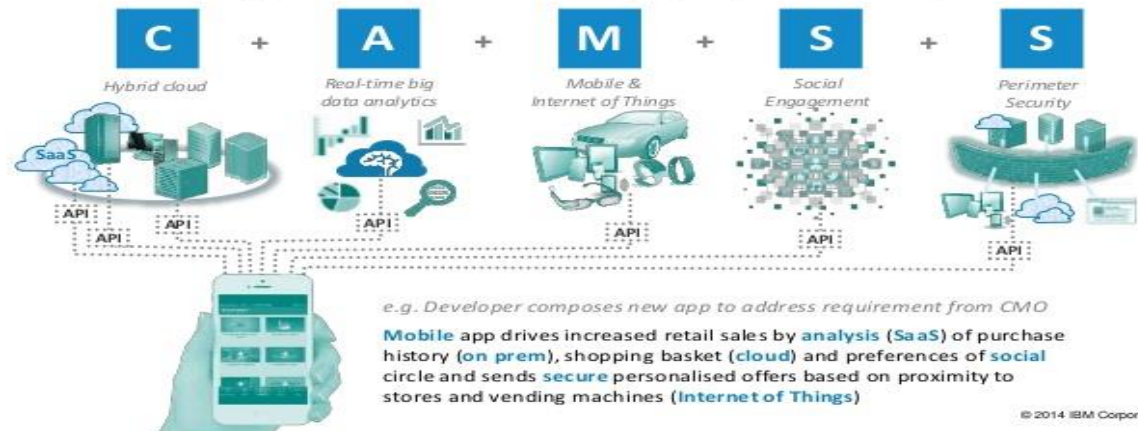 C + A + M + S + S
Hybrid cloud
Real-time big
data analytics
Mobile &
Internet of Things
Social
Engagement
Perimeter
Security
SaaS
API
API
API
API
API
API
API
e.g. Developer composes new app to address requirement from CMO
Mobile app drives increased retail sales by analysis (SaaS) of purchase
history (on prem), shopping basket (cloud) and preferences of social
circle and sends secure personalised offers based on proximity to
stores and vending machines (Internet of Things)
© 2014 IBM Corpor